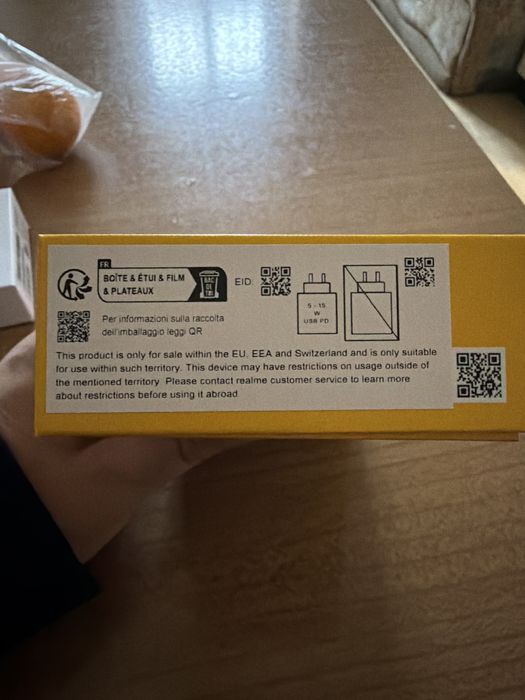 FR
BOÎTE & ÉTUI & FILM
& PLATEAUX
BAC
DE
TRI
EID:
5 - 15
W
USB PD
Per informazioni sulla raccolta
dell'imballaggio leggi QR
This product is only for sale within the EU, EEA and Switzerland and is only suitable
for use within such territory. This device may have restrictions on usage outside of
the mentioned territory. Please contact realme customer service to learn more
about restrictions before using it abroad